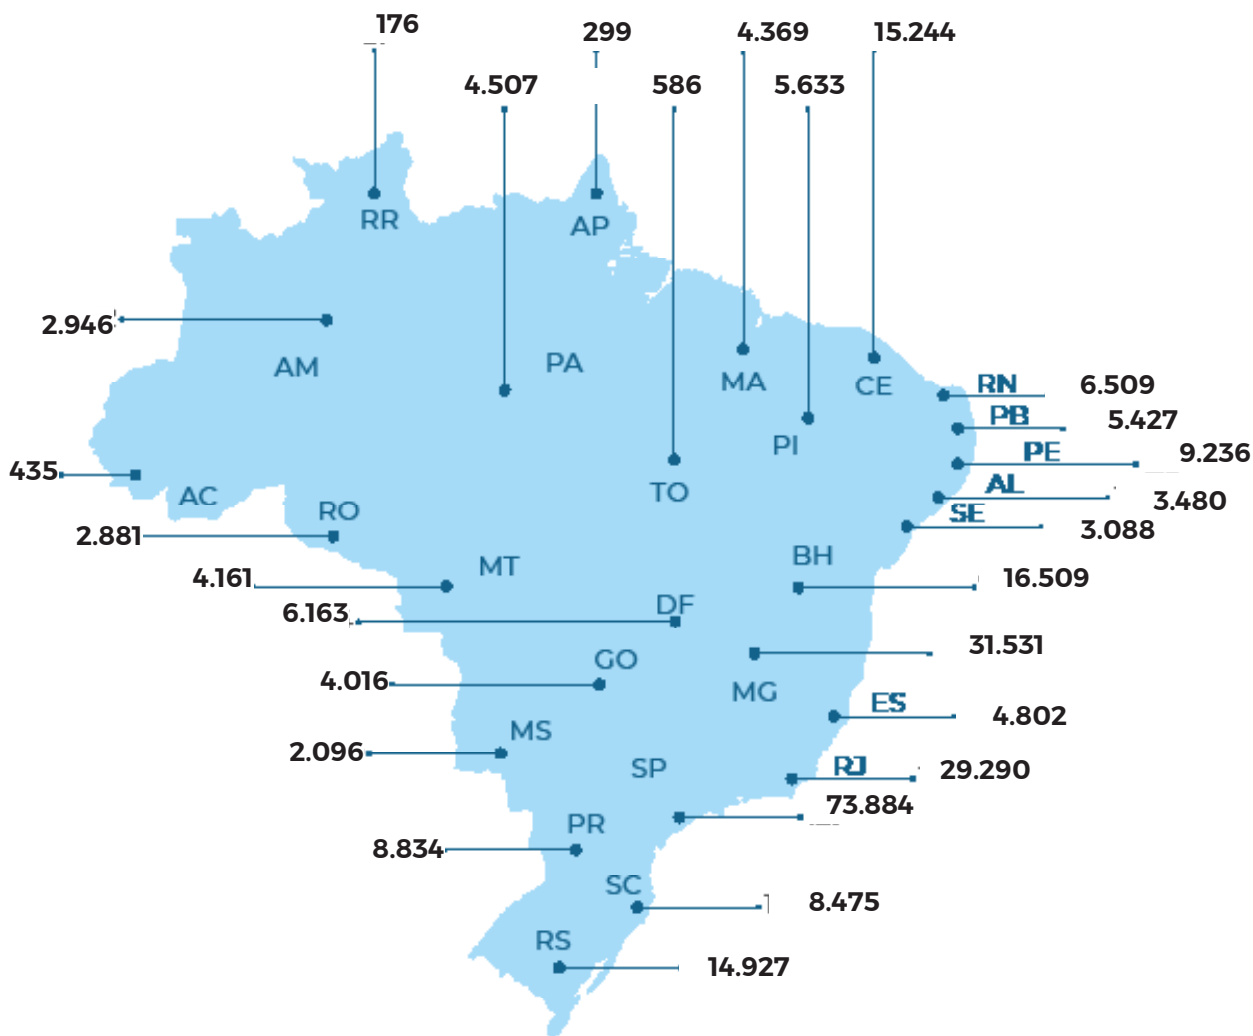 176
299
4.369
15.244
4.507
586
5.633
RR
AP
2.946
AM
PA
MA
CE
RN 6.509
PB 5.427
PI
PE 9.236
435
AC
TO
AL 3.480
RO
SE 3.088
2.881
MT
BH
4.161
16.509
6.163
DF
GO
31.531
4.016
MG
ES 4.802
MS
2.096
SP
RJ 29.290
73.884
PR
8.834
SC
8.475
RS
14.927